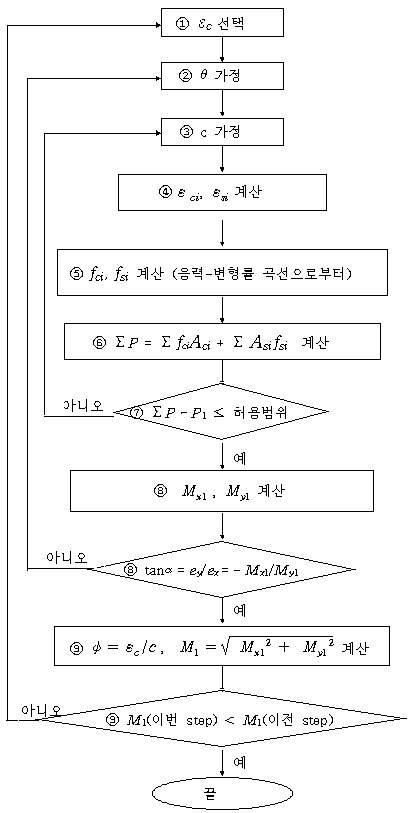 ① εc 선택
② θ 가정
③ c 가정
④ εci, εsi 계산
⑤ fci, fsi 계산 (응력-변형률 곡선으로부터)
⑥ ΣP = Σ fciAci + Σ Asifsi 계산
아니오
⑦ ΣP - P1 ≤ 허용범위
예
⑧ Mx1 , My1 계산
아니오
⑧ tanα = ey/ex = - Mx1/My1
예
⑨ φ = εc/c , M1 = √ Mx1² + My1² 계산
아니오
⑨ M1(이번 step) < M1(이전 step)
예
끝